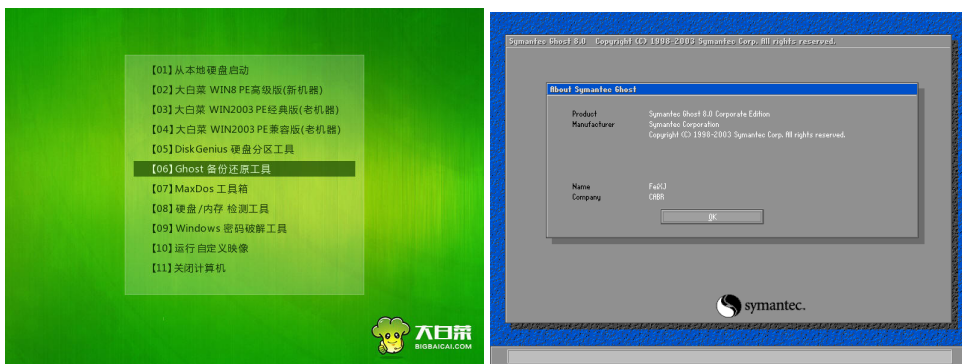 【01】从本地硬盘启动
【02】大白菜 WIN8 PE高级版(新机器)
【03】大白菜 WIN2003 PE经典版(老机器)
【04】大白菜 WIN2003 PE兼容版(老机器)
【05】DiskGenius 硬盘分区工具
【06】Ghost 备份还原工具
【07】MaxDos 工具箱
【08】硬盘/内存 检测工具
【09】Windows 密码破解工具
【10】运行自定义映像
【11】关闭计算机
大白菜
BIGBAICAI.COM
Symantec Ghost 8.0 Copyright (C) 1998-2003 Symantec Corp. All rights reserved.
About Symantec Ghost
Product Symantec Ghost 8.0 Corporate Edition
Manufacturer Symantec Corporation
Copyright (C) 1998-2003 Symantec Corp. All rights reserved.
Name
Company CABR
OK
symantec.